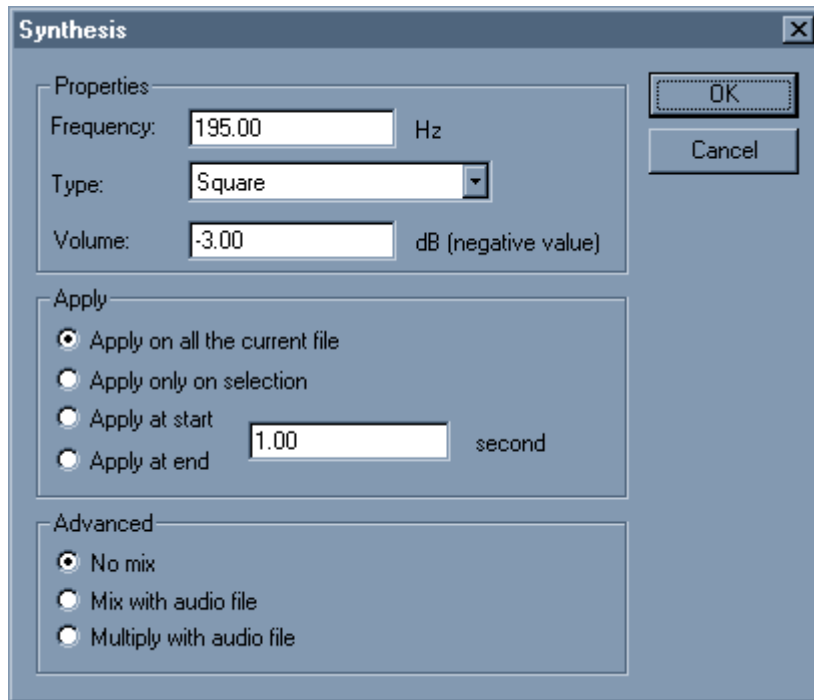 Synthesis
Properties
Frequency: 195.00 Hz
Type: Square
Volume: -3.00 dB (negative value)
OK
Cancel
Apply
Apply on all the current file
Apply only on selection
Apply at start
1.00 second
Apply at end
Advanced
No mix
Mix with audio file
Multiply with audio file